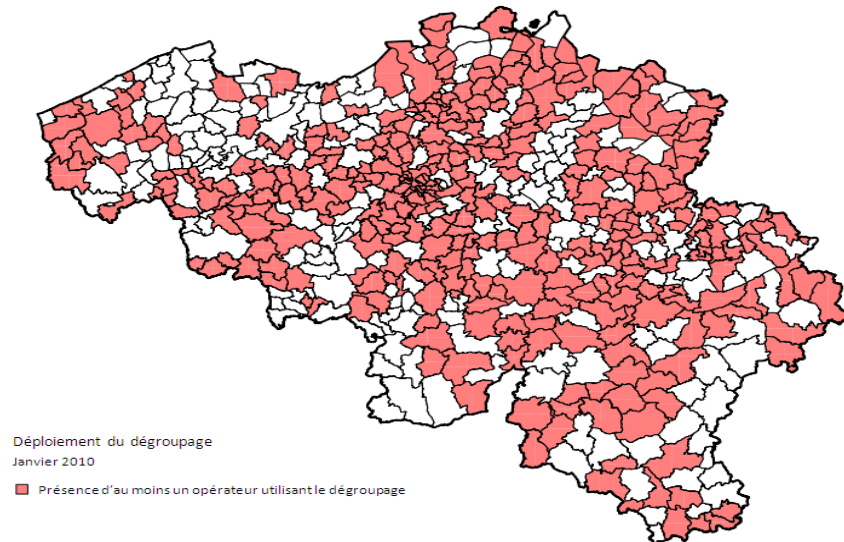 Déploiement du dégroupage
Janvier 2010
Présence d'au moins un opérateur utilisant le dégroupage